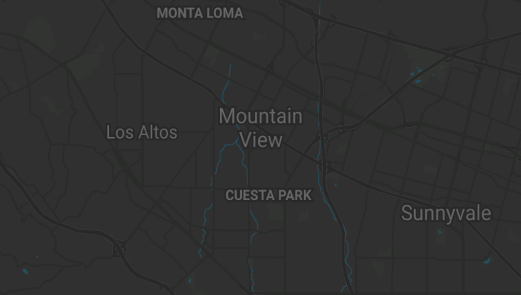 MONTA LOMA
Mountain
View
Los Altos
CUESTA PARK
Sunnyvale